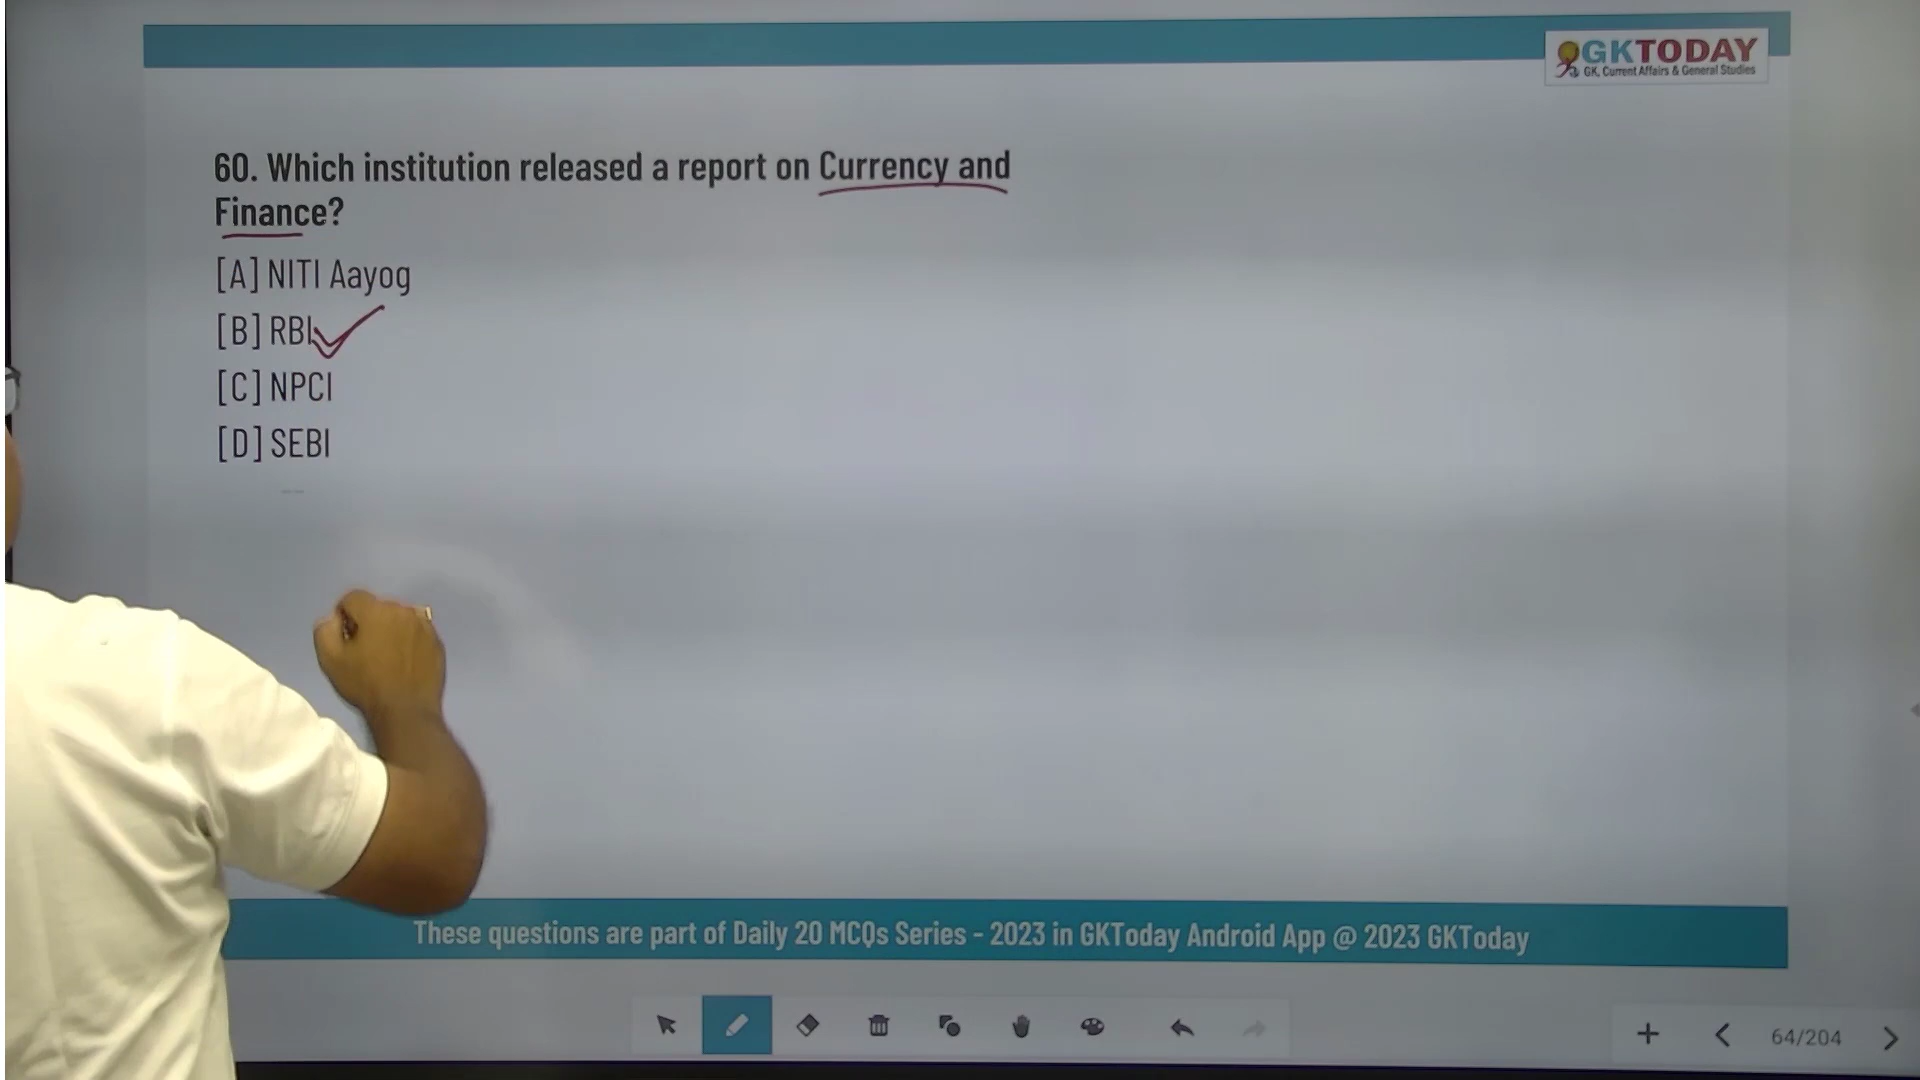 GKTODAY
GK, Current Affairs & General Studies
60. Which institution released a report on Currency and
Finance?
[A] NITI Aayog
[B] RBI
[C] NPCI
[D] SEBI
These questions are part of Daily 20 MCQs Series - 2023 in GKToday Android App @ 2023 GKToday
64/204